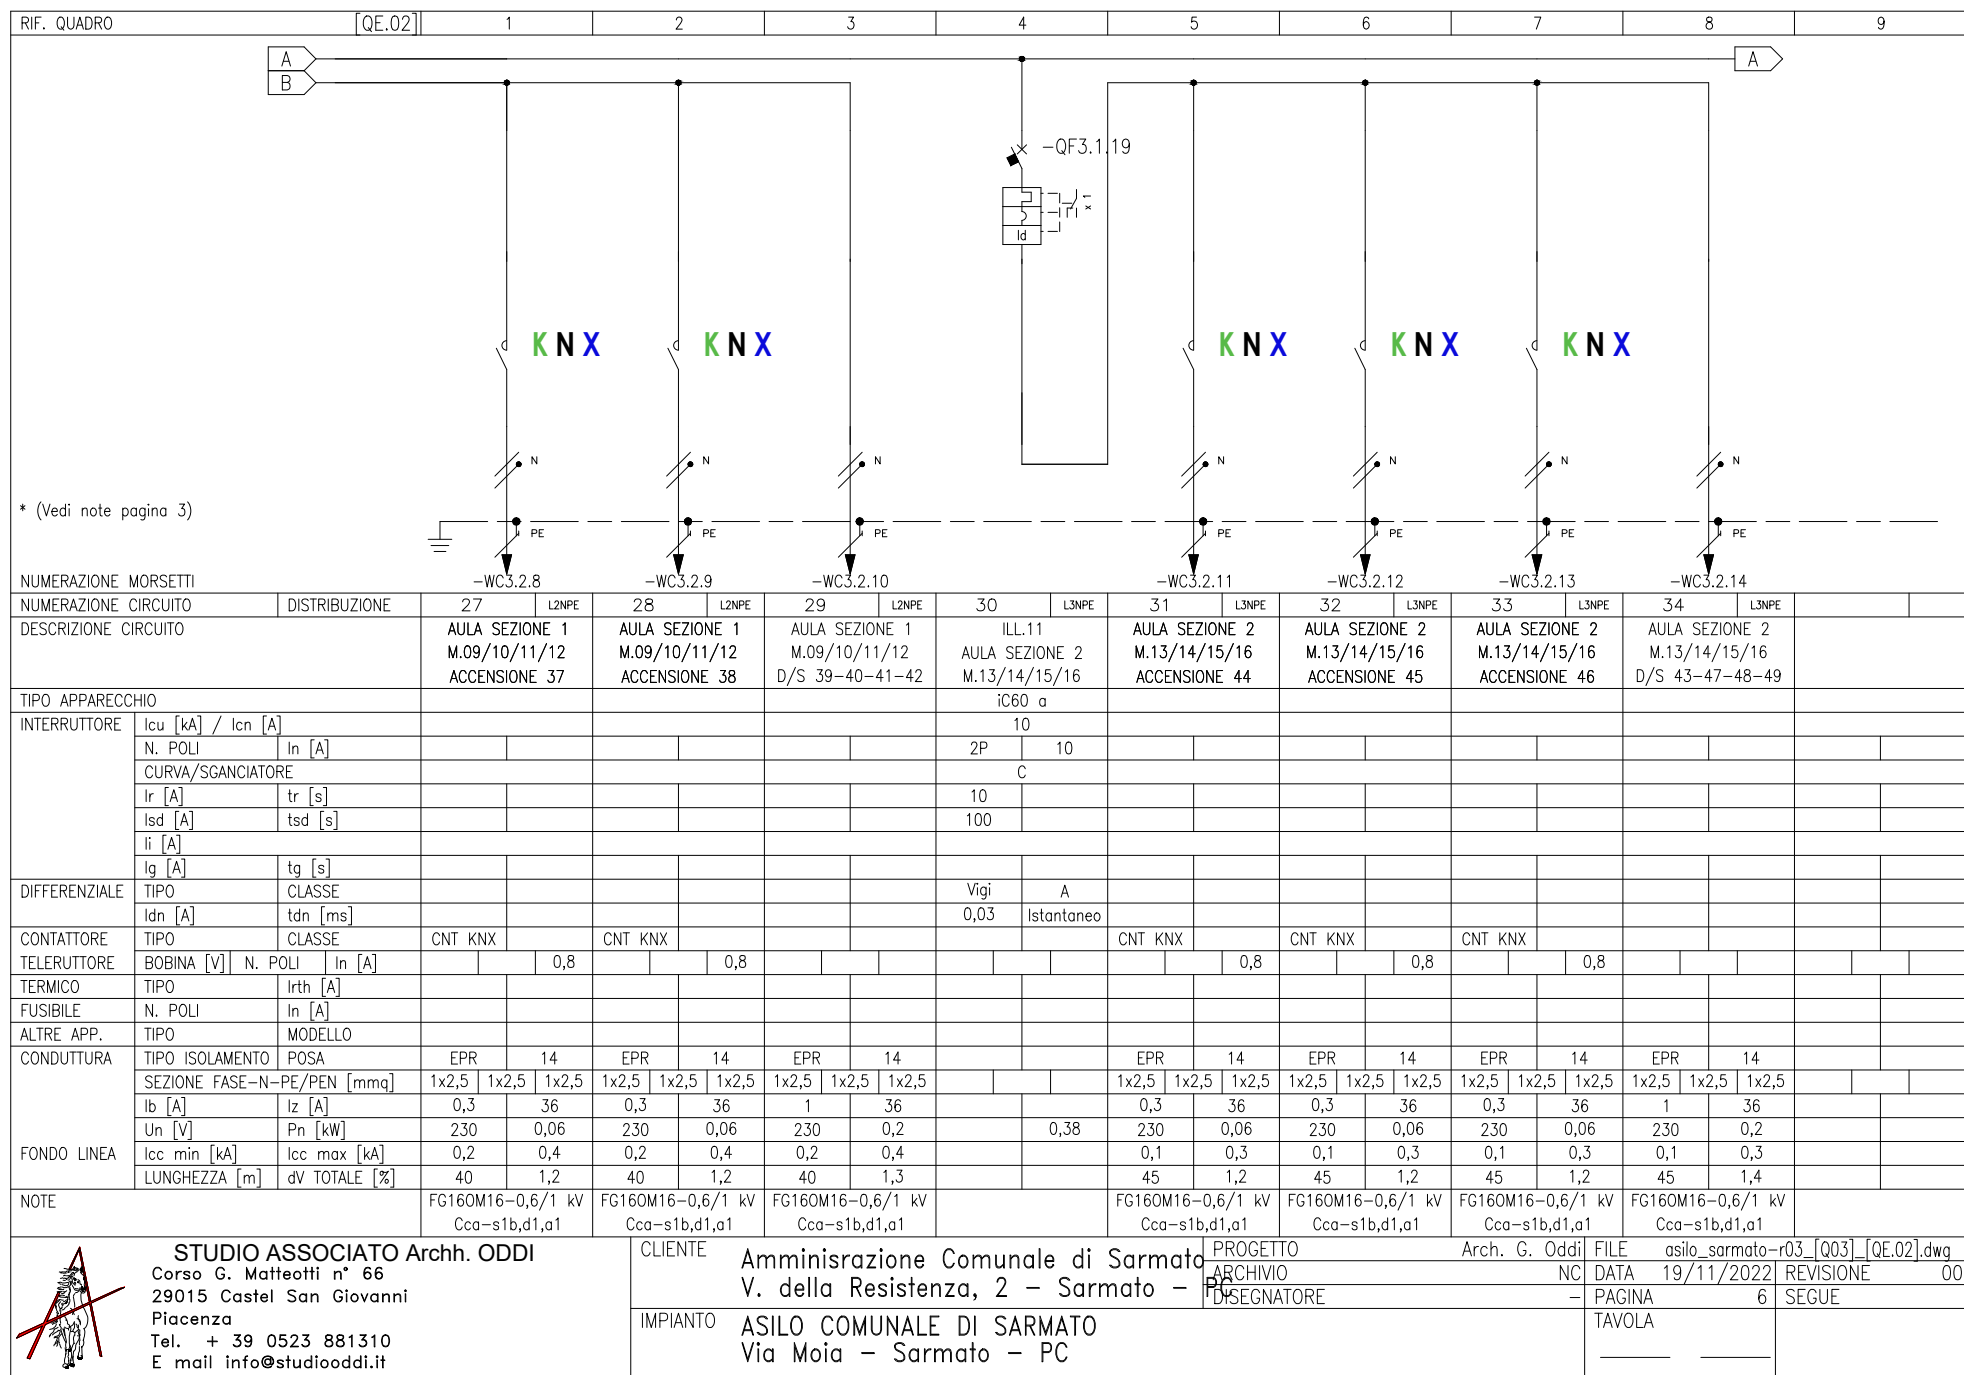 RIF. QUADRO [QE.02] 1 2 3 4 5 6 7 8 9
A A
B
-QF3.1.19
x 1
Id
K N X K N X K N X K N X K N X
N N N N N N N
* (Vedi note pagina 3)
PE PE PE PE PE PE PE
NUMERAZIONE MORSETTI -WC3.2.8 -WC3.2.9 -WC3.2.10 -WC3.2.11 -WC3.2.12 -WC3.2.13 -WC3.2.14
NUMERAZIONE CIRCUITO DISTRIBUZIONE 27 L2NPE 28 L2NPE 29 L2NPE 30 L3NPE 31 L3NPE 32 L3NPE 33 L3NPE 34 L3NPE
DESCRIZIONE CIRCUITO AULA SEZIONE 1 AULA SEZIONE 1 AULA SEZIONE 1 ILL.11 AULA SEZIONE 2 AULA SEZIONE 2 AULA SEZIONE 2 AULA SEZIONE 2
M.09/10/11/12 M.09/10/11/12 M.09/10/11/12 AULA SEZIONE 2 M.13/14/15/16 M.13/14/15/16 M.13/14/15/16 M.13/14/15/16
ACCENSIONE 37 ACCENSIONE 38 D/S 39-40-41-42 M.13/14/15/16 ACCENSIONE 44 ACCENSIONE 45 ACCENSIONE 46 D/S 43-47-48-49
TIPO APPARECCHIO iC60 a
INTERRUTTORE Icu [kA] / Icn [A] 10
N. POLI In [A] 2P 10
CURVA/SGANCIATORE C
Ir [A] tr [s] 10
Isd [A] tsd [s] 100
Ii [A]
Ig [A] tg [s]
DIFFERENZIALE TIPO CLASSE Vigi A
Idn [A] tdn [ms] 0,03 Istantaneo
CONTATTORE TIPO CLASSE CNT KNX CNT KNX CNT KNX CNT KNX CNT KNX
TELERUTTORE BOBINA [V] N. POLI In [A] 0,8 0,8 0,8 0,8 0,8
TERMICO TIPO Irth [A]
FUSIBILE N. POLI In [A]
ALTRE APP. TIPO MODELLO
CONDUTTURA TIPO ISOLAMENTO POSA EPR 14 EPR 14 EPR 14 EPR 14 EPR 14 EPR 14 EPR 14
SEZIONE FASE-N-PE/PEN [mmq] 1x2,5 1x2,5 1x2,5 1x2,5 1x2,5 1x2,5 1x2,5 1x2,5 1x2,5 1x2,5 1x2,5 1x2,5 1x2,5 1x2,5 1x2,5 1x2,5 1x2,5 1x2,5 1x2,5 1x2,5 1x2,5
Ib [A] Iz [A] 0,3 36 0,3 36 1 36 0,3 36 0,3 36 0,3 36 1 36
Un [V] Pn [kW] 230 0,06 230 0,06 230 0,2 0,38 230 0,06 230 0,06 230 0,06 230 0,2
FONDO LINEA Icc min [kA] Icc max [kA] 0,2 0,4 0,2 0,4 0,2 0,4 0,1 0,3 0,1 0,3 0,1 0,3 0,1 0,3
LUNGHEZZA [m] dV TOTALE [%] 40 1,2 40 1,2 40 1,3 45 1,2 45 1,2 45 1,2 45 1,4
NOTE FG16OM16-0,6/1 kV FG16OM16-0,6/1 kV FG16OM16-0,6/1 kV FG16OM16-0,6/1 kV FG16OM16-0,6/1 kV FG16OM16-0,6/1 kV FG16OM16-0,6/1 kV
Cca-s1b,d1,a1 Cca-s1b,d1,a1 Cca-s1b,d1,a1 Cca-s1b,d1,a1 Cca-s1b,d1,a1 Cca-s1b,d1,a1 Cca-s1b,d1,a1
STUDIO ASSOCIATO Archh. ODDI
Corso G. Matteotti n° 66
29015 Castel San Giovanni
Piacenza
Tel. + 39 0523 881310
E mail info@studiooddi.it
CLIENTE Amminisrazione Comunale di Sarmato
V. della Resistenza, 2 - Sarmato - PC
IMPIANTO ASILO COMUNALE DI SARMATO
Via Moia - Sarmato - PC
PROGETTO Arch. G. Oddi
ARCHIVIO NC
DISEGNATORE -
FILE asilo_sarmato-r03_[Q03]_[QE.02].dwg
DATA 19/11/2022 REVISIONE 00
PAGINA 6 SEGUE
TAVOLA